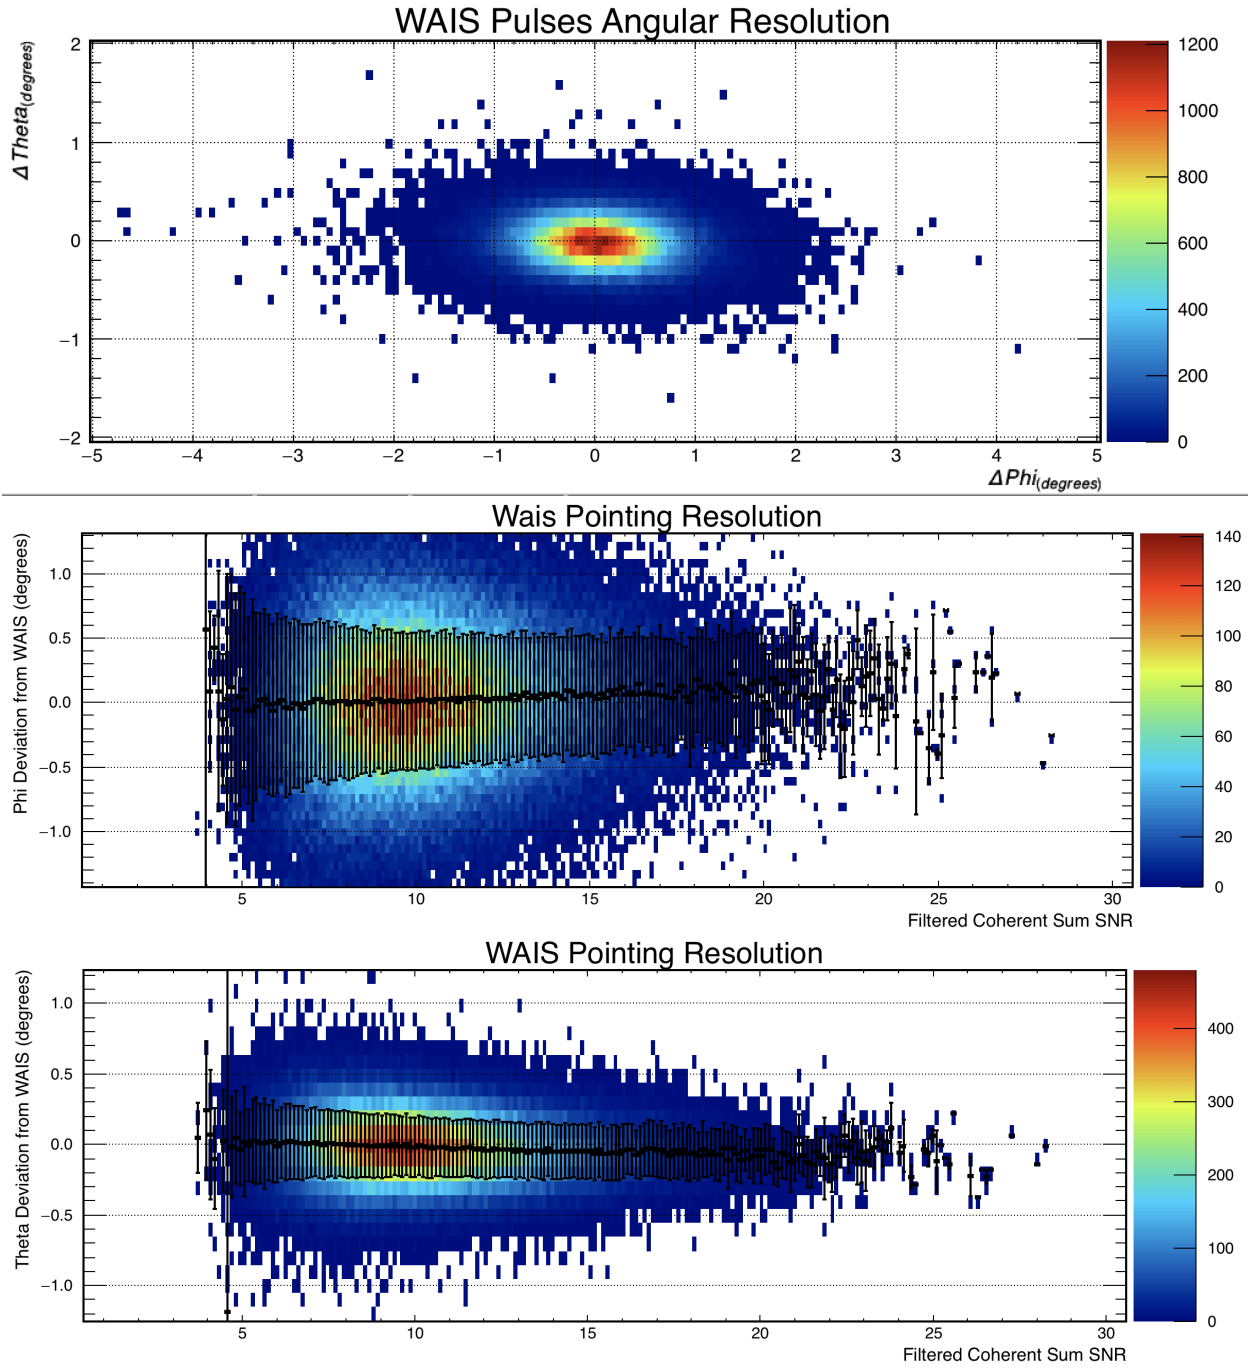 WAIS Pulses Angular Resolution
ΔTheta(degrees)
2
1
0
−1
−2
−5 −4 −3 −2 −1 0 1 2 3 4 5
ΔPhi(degrees)
1200
1000
800
600
400
200
0
Wais Pointing Resolution
Phi Deviation from WAIS (degrees)
1.0
0.5
0.0
−0.5
−1.0
5 10 15 20 25 30
Filtered Coherent Sum SNR
140
120
100
80
60
40
20
0
WAIS Pointing Resolution
Theta Deviation from WAIS (degrees)
1.0
0.5
0.0
−0.5
−1.0
5 10 15 20 25 30
Filtered Coherent Sum SNR
400
300
200
100
0